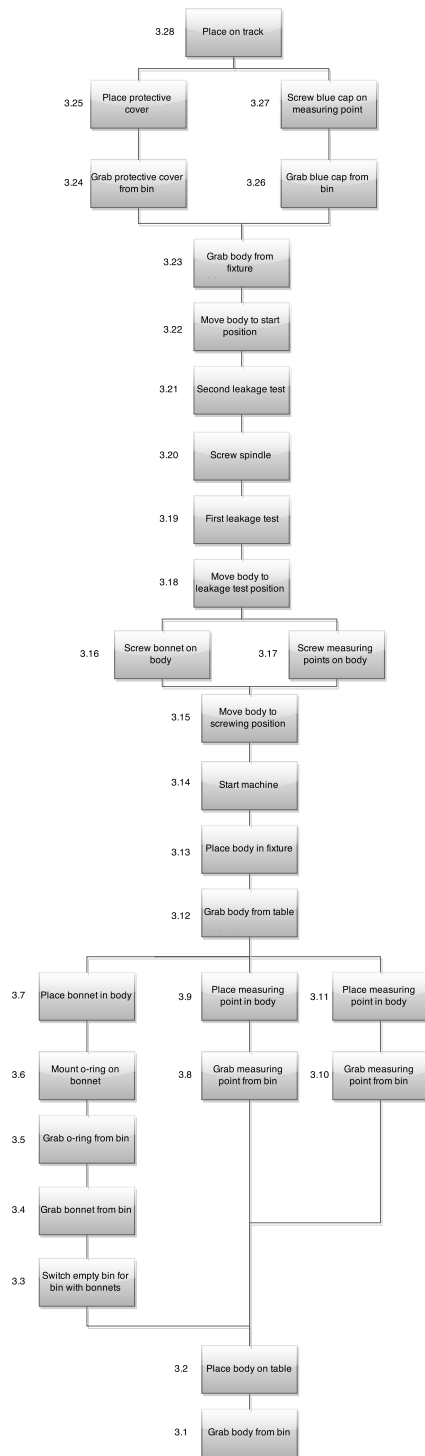 3.28
Place on track
3.25
Place protective
cover
3.27
Screw blue cap on
measuring point
3.24
Grab protective cover
from bin
3.26
Grab blue cap from
bin
3.23
Grab body from
fixture
3.22
Move body to start
position
3.21
Second leakage test
3.20
Screw spindle
3.19
First leakage test
3.18
Move body to
leakage test position
3.16
Screw bonnet on
body
3.17
Screw measuring
points on body
3.15
Move body to
screwing position
3.14
Start machine
3.13
Place body in fixture
3.12
Grab body from table
3.7
Place bonnet in body
3.9
Place measuring
point in body
3.11
Place measuring
point in body
3.6
Mount o-ring on
bonnet
3.8
Grab measuring
point from bin
3.10
Grab measuring
point from bin
3.5
Grab o-ring from bin
3.4
Grab bonnet from bin
3.3
Switch empty bin for
bin with bonnets
3.2
Place body on table
3.1
Grab body from bin